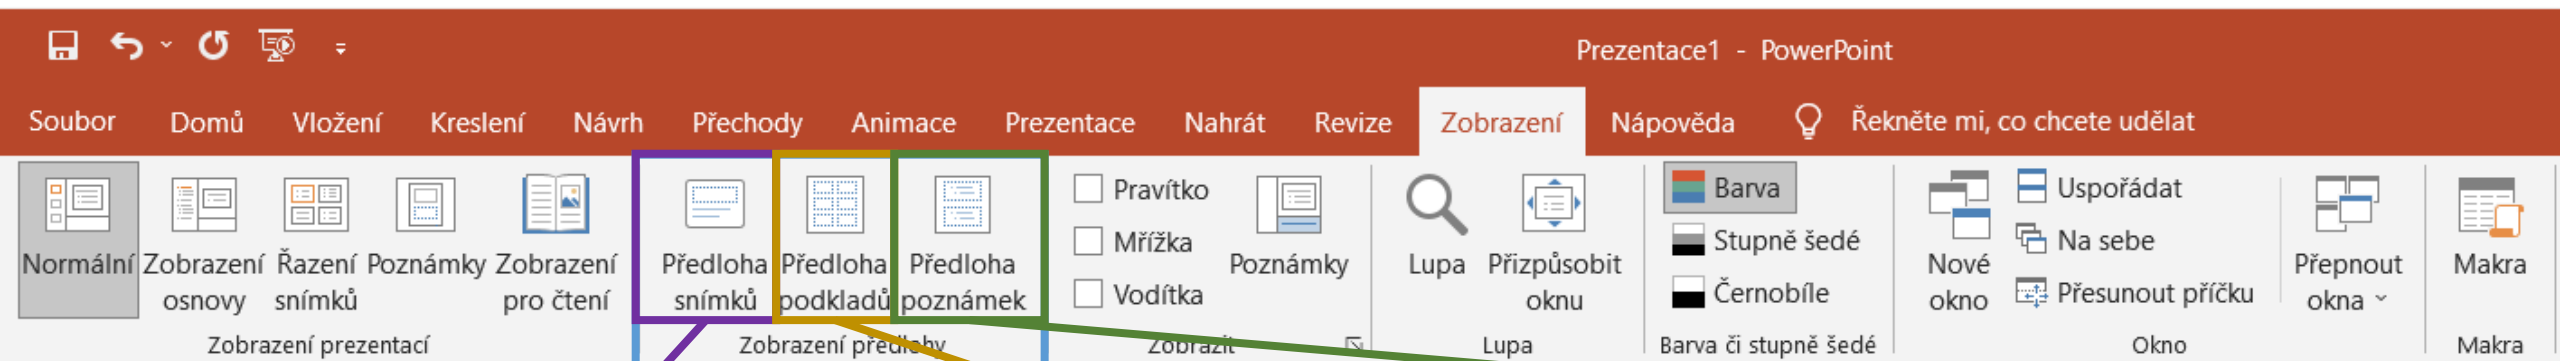 Prezentace1 - PowerPoint
Soubor Domů Vložení Kreslení Návrh Přechody Animace Prezentace Nahrát Revize Zobrazení Nápověda Řekněte mi, co chcete udělat
Normální
Zobrazení
osnovy
Řazení
snímků
Poznámky
Zobrazení
pro čtení
Zobrazení prezentací
Předloha
snímků
Předloha
podkladů
Předloha
poznámek
Zobrazení předlohy
Pravítko
Mřížka
Vodítka
Poznámky
Zobrazit
Lupa
Přizpůsobit
oknu
Lupa
Barva
Stupně šedé
Černobíle
Barva či stupně šedé
Nové
okno
Uspořádat
Na sebe
Přesunout příčku
Přepnout
okna
Okno
Makra
Makra